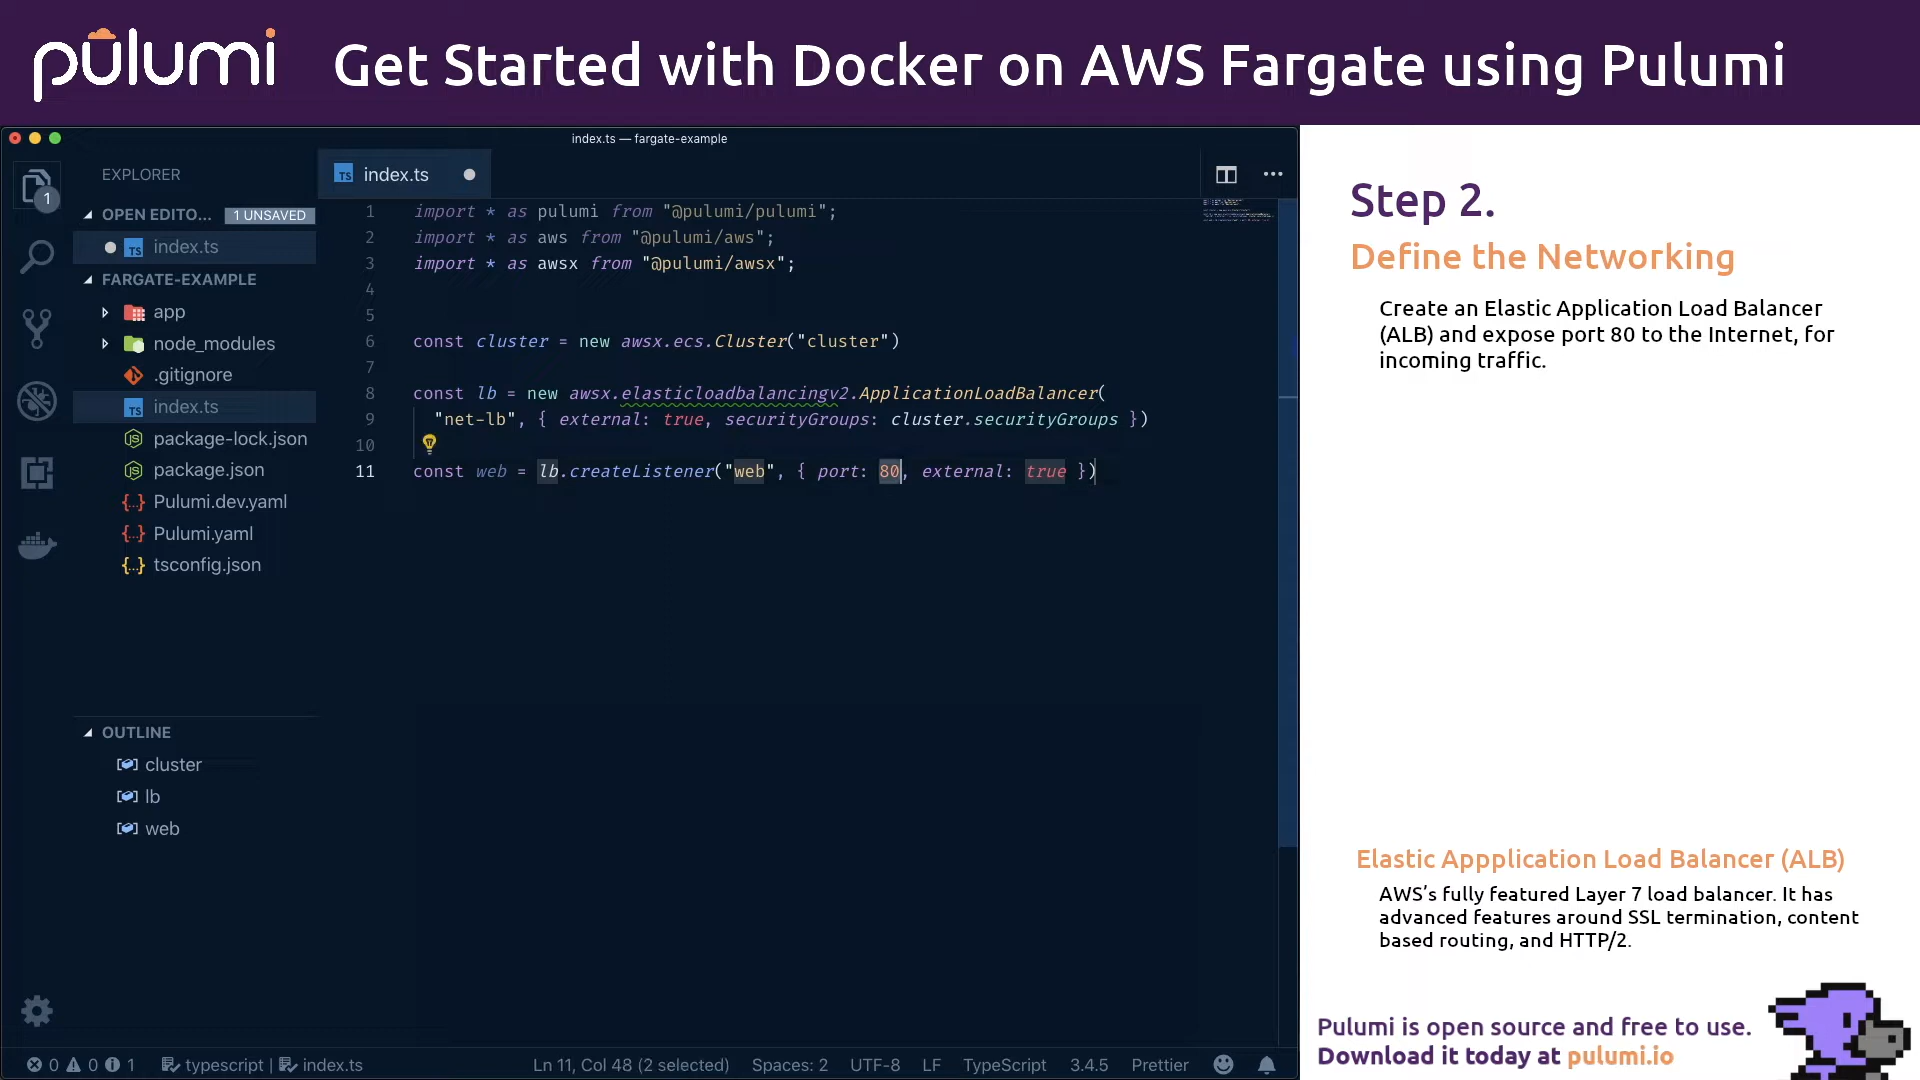 pulumi
Get Started with Docker on AWS Fargate using Pulumi
index.ts — fargate-example
EXPLORER
OPEN EDITO... 1 UNSAVED
index.ts
FARGATE-EXAMPLE
app
node_modules
.gitignore
index.ts
package-lock.json
package.json
Pulumi.dev.yaml
Pulumi.yaml
tsconfig.json
OUTLINE
cluster
lb
web
1
TS index.ts
1 import * as pulumi from "@pulumi/pulumi";
2 import * as aws from "@pulumi/aws";
3 import * as awsx from "@pulumi/awsx";
4
5
6 const cluster = new awsx.ecs.Cluster("cluster")
7
8 const lb = new awsx.elasticloadbalancingv2.ApplicationLoadBalancer(
9 "net-lb", { external: true, securityGroups: cluster.securityGroups })
10
11 const web = lb.createListener("web", { port: 80, external: true })
0 0 1 typescript | index.ts
Ln 11, Col 48 (2 selected) Spaces: 2 UTF-8 LF TypeScript 3.4.5 Prettier
Step 2.
Define the Networking
Create an Elastic Application Load Balancer
(ALB) and expose port 80 to the Internet, for
incoming traffic.
Elastic Appplication Load Balancer (ALB)
AWS's fully featured Layer 7 load balancer. It has
advanced features around SSL termination, content
based routing, and HTTP/2.
Pulumi is open source and free to use.
Download it today at pulumi.io